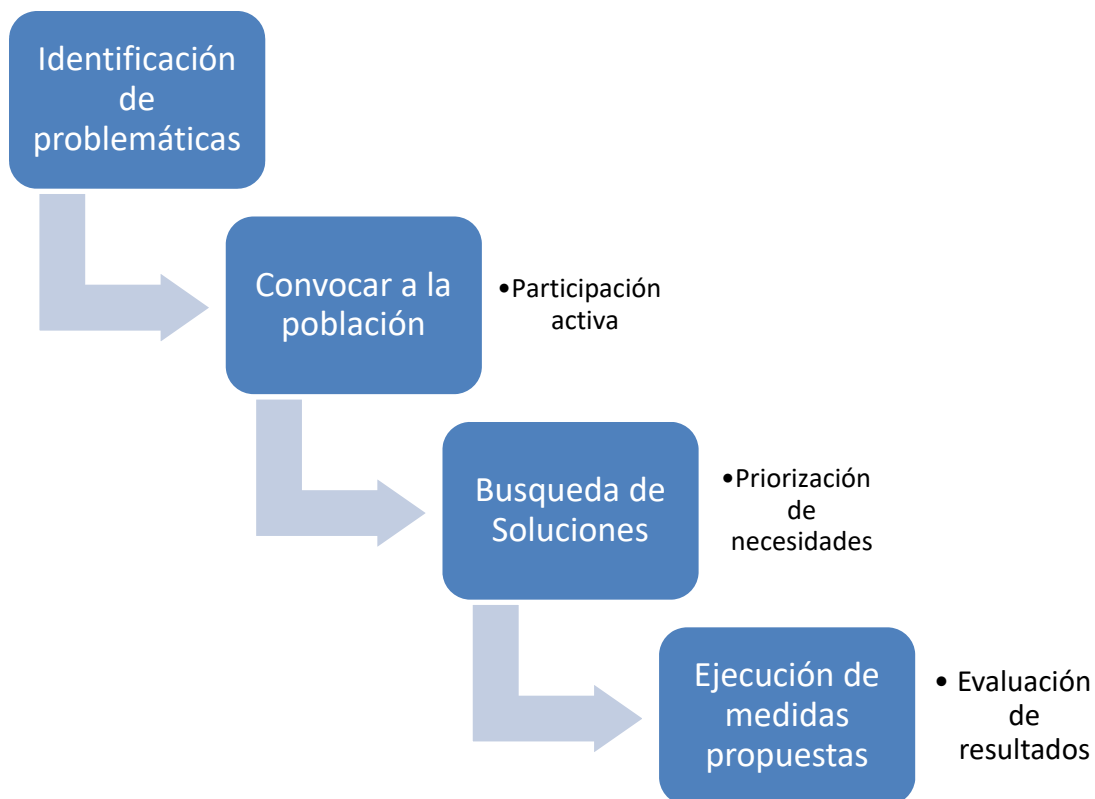 Identificación
de
problemáticas
Convocar a la
población
•Participación
activa
Busqueda de
Soluciones
•Priorización
de
necesidades
Ejecución de
medidas
propuestas
• Evaluación
de
resultados